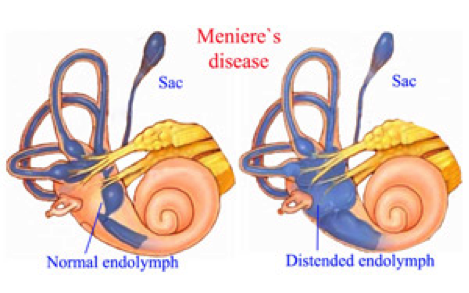 Meniere`s
disease
Sac
Sac
Normal endolymph
Distended endolymph